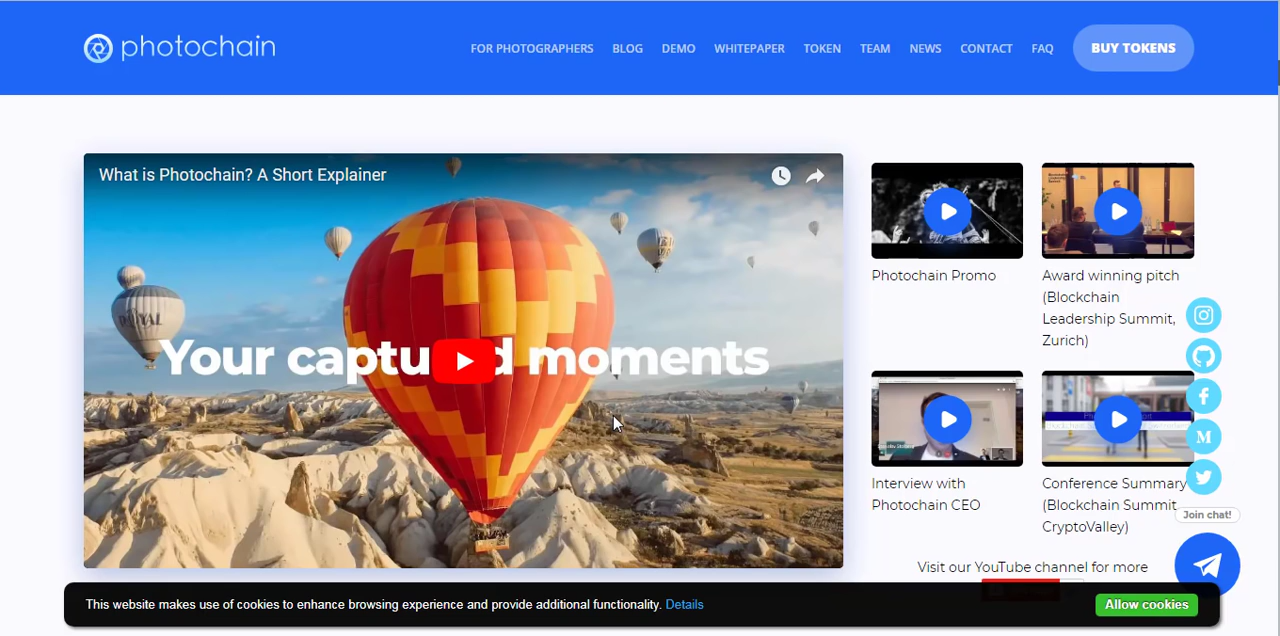 photochain
FOR PHOTOGRAPHERS BLOG DEMO WHITEPAPER TOKEN TEAM NEWS CONTACT FAQ BUY TOKENS
What is Photochain? A Short Explainer
Your captu d moments
Photochain Promo
Award winning pitch
(Blockchain
Leadership Summit,
Zurich)
Interview with
Photochain CEO
Conference Summary
(Blockchain Summit
CryptoValley)
Join chat!
Visit our YouTube channel for more
This website makes use of cookies to enhance browsing experience and provide additional functionality. Details
Allow cookies